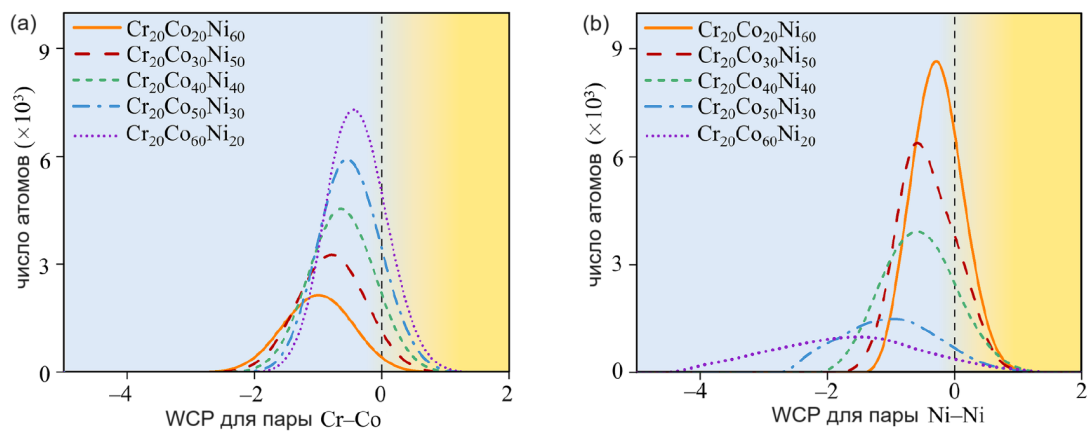 (a)
Cr₂₀Co₂₀Ni₆₀
Cr₂₀Co₃₀Ni₅₀
Cr₂₀Co₄₀Ni₄₀
Cr₂₀Co₅₀Ni₃₀
Cr₂₀Co₆₀Ni₂₀
число атомов (×10³)
9
6
3
0
−4
−2
0
2
WCP для пары Cr–Co
(b)
Cr₂₀Co₂₀Ni₆₀
Cr₂₀Co₃₀Ni₅₀
Cr₂₀Co₄₀Ni₄₀
Cr₂₀Co₅₀Ni₃₀
Cr₂₀Co₆₀Ni₂₀
число атомов (×10³)
9
6
3
0
−4
−2
0
2
WCP для пары Ni–Ni